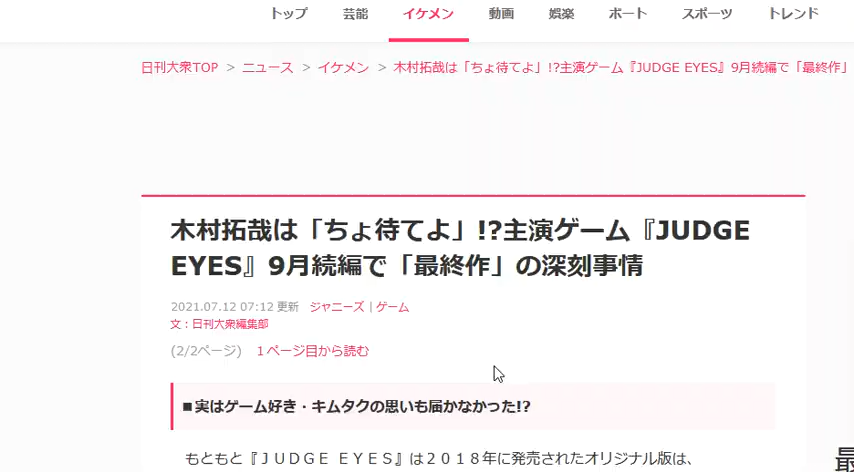 トップ 芸能 イケメン 動画 娯楽 ボート スポーツ トレンド
日刊大衆TOP > ニュース > イケメン > 木村拓哉は「ちょ待てよ」!?主演ゲーム『JUDGE EYES』9月続編で「最終作」
木村拓哉は「ちょ待てよ」!?主演ゲーム『JUDGE
EYES』9月続編で「最終作」の深刻事情
2021.07.12 07:12 更新 ジャニーズ | ゲーム
文：日刊大衆編集部
(2/2ページ) 1ページ目から読む
■実はゲーム好き・キムタクの思いも届かなかった!?
もともと『ＪＵＤＧＥ ＥＹＥＳ』は２０１８年に発売されたオリジナル版は、
最